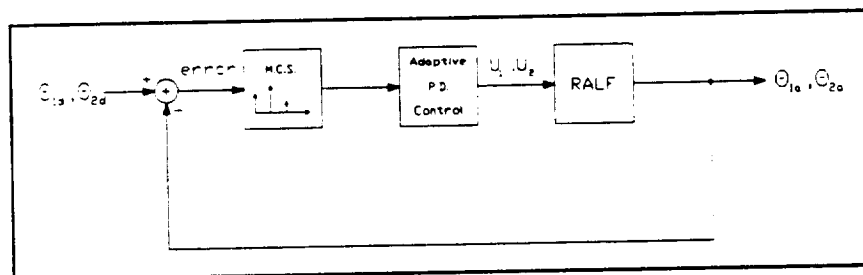 Θ1d , Θ2d
+
+
−
error
M.C.S.
Adaptive
P.D.
Control
U1 , U2
RALF
Θ1a , Θ2a